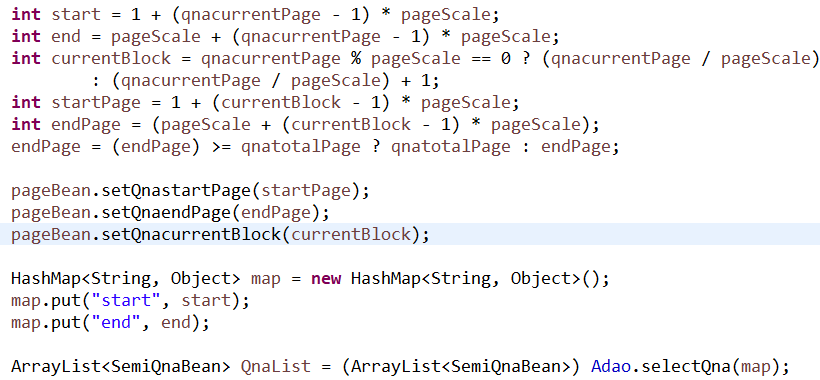 int start = 1 + (qnacurrentPage - 1) * pageScale;
int end = pageScale + (qnacurrentPage - 1) * pageScale;
int currentBlock = qnacurrentPage % pageScale == 0 ? (qnacurrentPage / pageScale)
: (qnacurrentPage / pageScale) + 1;
int startPage = 1 + (currentBlock - 1) * pageScale;
int endPage = (pageScale + (currentBlock - 1) * pageScale);
endPage = (endPage) >= qnatotalPage ? qnatotalPage : endPage;
pageBean.setQnastartPage(startPage);
pageBean.setQnaendPage(endPage);
pageBean.setQnacurrentBlock(currentBlock);
HashMap<String, Object> map = new HashMap<String, Object>();
map.put("start", start);
map.put("end", end);
ArrayList<SemiQnaBean> QnaList = (ArrayList<SemiQnaBean>) Adao.selectQna(map);